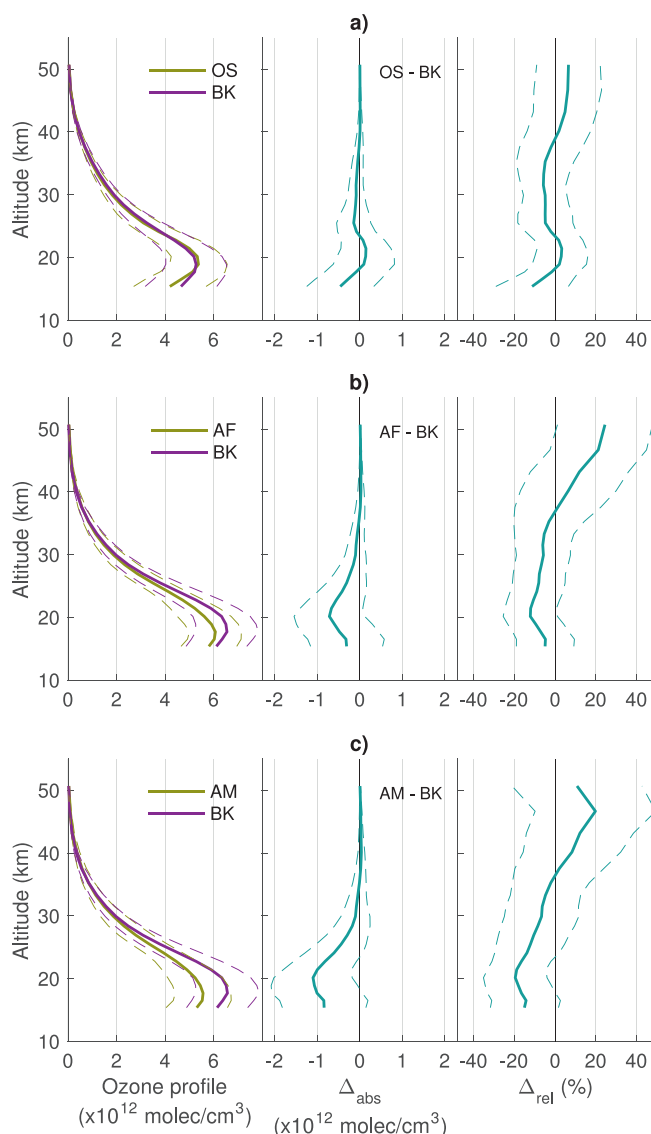 a)
Altitude (km)
50
40
30
20
10
OS
BK
OS - BK
0 2 4 6
-2 -1 0 1 2
-40 -20 0 20 40
b)
Altitude (km)
50
40
30
20
10
AF
BK
AF - BK
0 2 4 6
-2 -1 0 1 2
-40 -20 0 20 40
c)
Altitude (km)
50
40
30
20
10
AM
BK
AM - BK
0 2 4 6
-2 -1 0 1 2
-40 -20 0 20 40
Ozone profile
(x10¹² molec/cm³)
Δabs
(x10¹² molec/cm³)
Δrel (%)